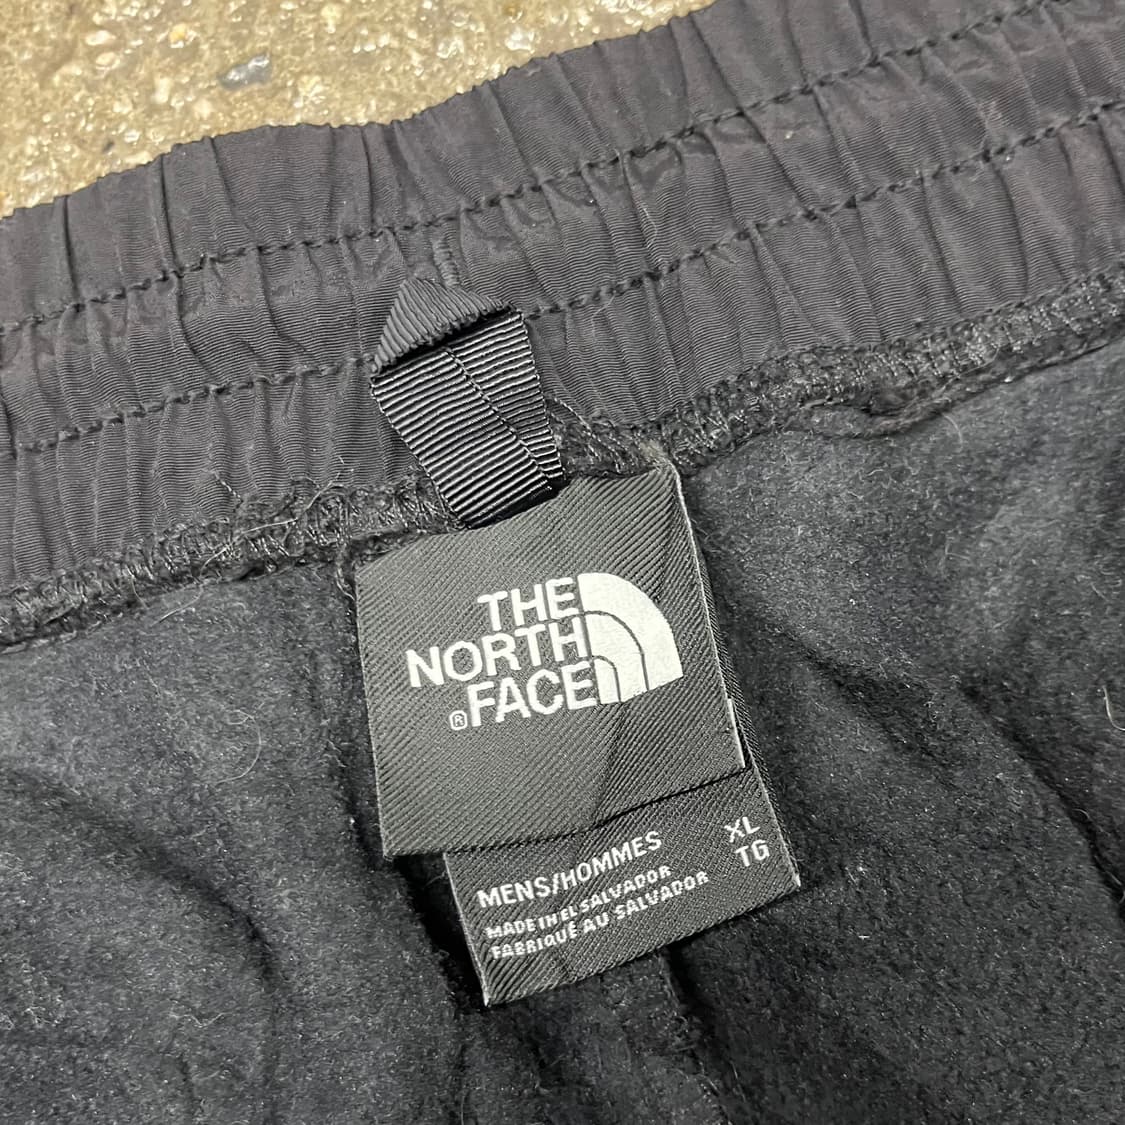 THE
NORTH
FACE
®
MENS/HOMMES XL
TG
MADE IN EL SALVADOR
FABRIQUÉ AU SALVADOR